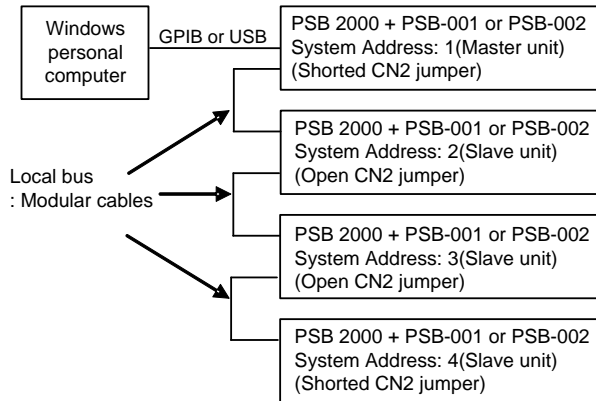 Windows
personal
computer
GPIB or USB
PSB 2000 + PSB-001 or PSB-002
System Address: 1(Master unit)
(Shorted CN2 jumper)
PSB 2000 + PSB-001 or PSB-002
System Address: 2(Slave unit)
(Open CN2 jumper)
Local bus
: Modular cables
PSB 2000 + PSB-001 or PSB-002
System Address: 3(Slave unit)
(Open CN2 jumper)
PSB 2000 + PSB-001 or PSB-002
System Address: 4(Slave unit)
(Shorted CN2 jumper)